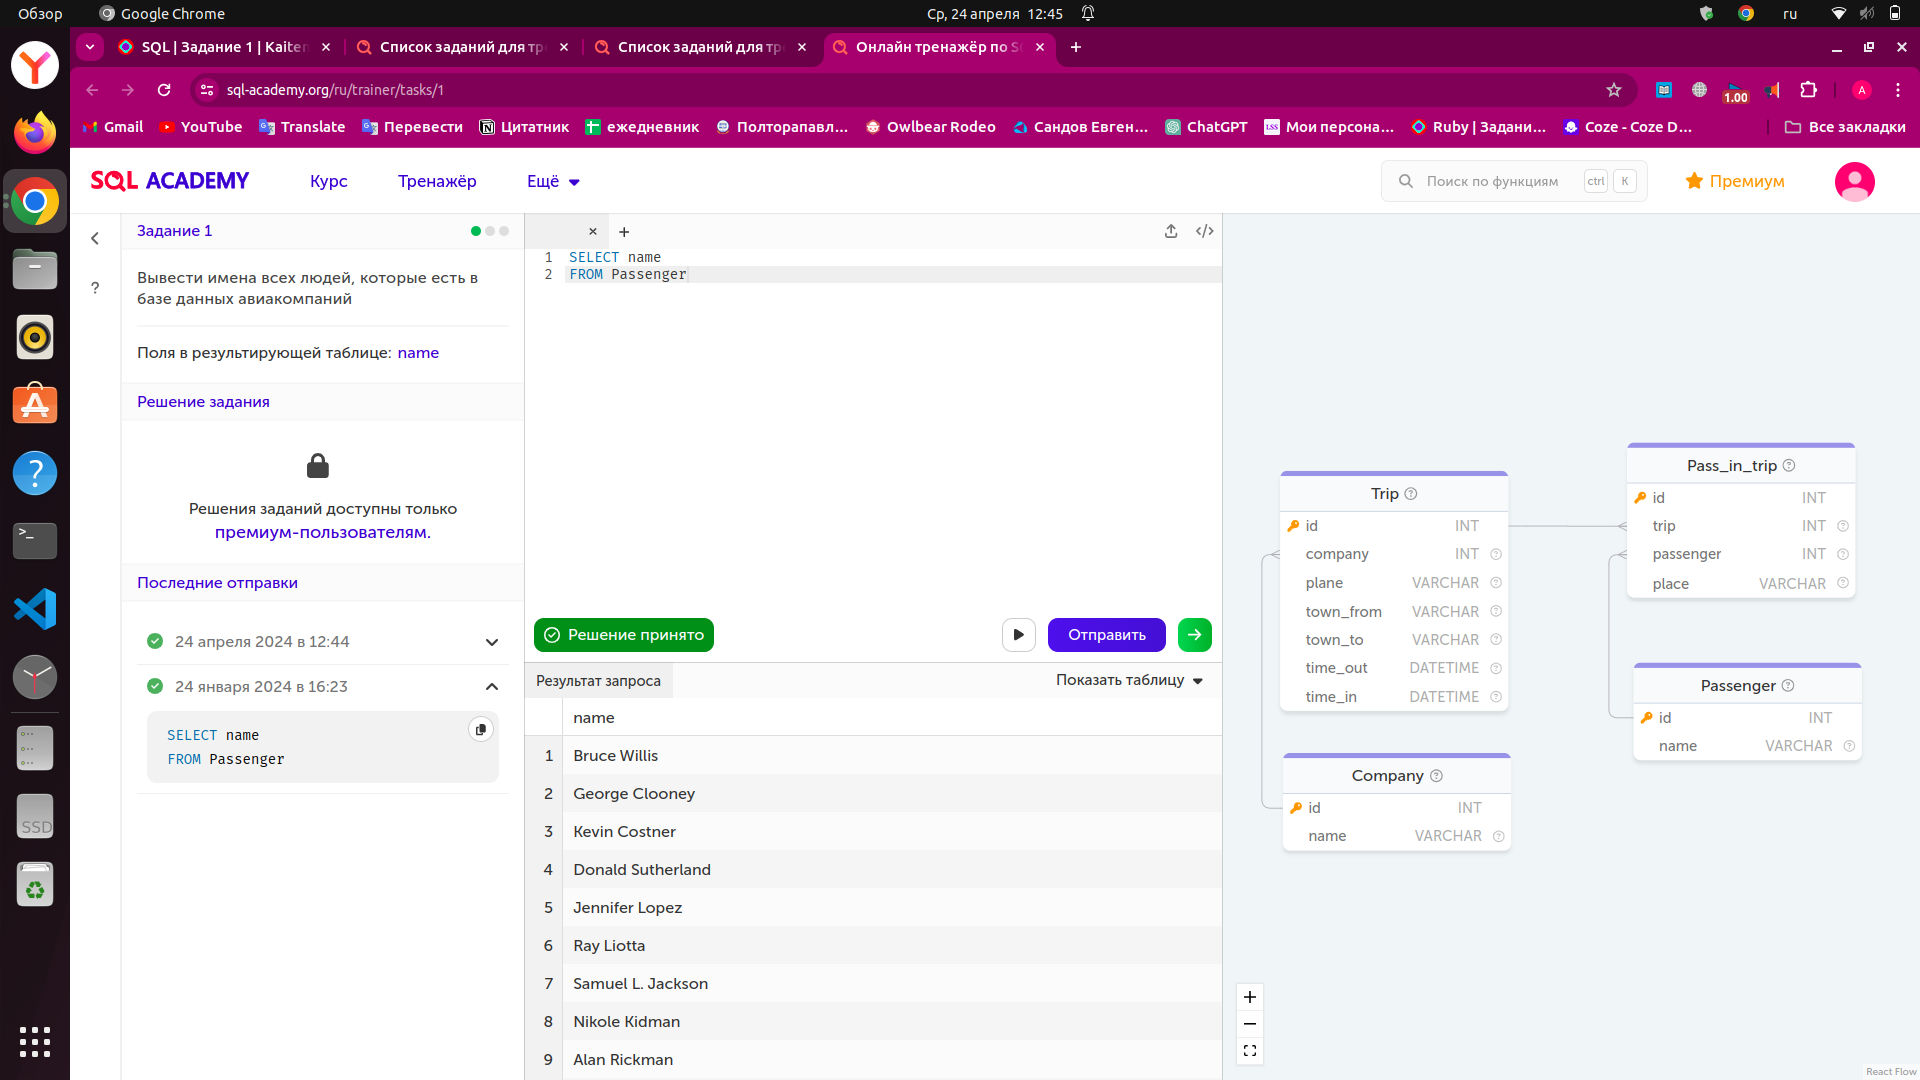 Обзор
Google Chrome
Ср, 24 апреля 12:45
ru
SQL | Задание 1 | Kaiten
Список заданий для тр
Список заданий для тр
Онлайн тренажёр по S
sql-academy.org/ru/trainer/tasks/1
1.00
A
Gmail
YouTube
Translate
Перевести
Цитатник
ежедневник
Полторапавл...
Owlbear Rodeo
Сандов Евген...
ChatGPT
LSS
Мои персона...
Ruby | Задани...
Coze - Coze D...
Все закладки
SQL ACADEMY
Курс
Тренажёр
Ещё
Поиск по функциям
ctrl
K
Премиум
Задание 1
Вывести имена всех людей, которые есть в
базе данных авиакомпаний
Поля в результирующей таблице: name
Решение задания
Решения заданий доступны только
премиум-пользователям.
Последние отправки
24 апреля 2024 в 12:44
24 января 2024 в 16:23
SELECT name
FROM Passenger
1 SELECT name
2 FROM Passenger
Решение принято
Отправить
Результат запроса
Показать таблицу
name
1 Bruce Willis
2 George Clooney
3 Kevin Costner
4 Donald Sutherland
5 Jennifer Lopez
6 Ray Liotta
7 Samuel L. Jackson
8 Nikole Kidman
9 Alan Rickman
Trip
id INT
company INT
plane VARCHAR
town_from VARCHAR
town_to VARCHAR
time_out DATETIME
time_in DATETIME
Company
id INT
name VARCHAR
Pass_in_trip
id INT
trip INT
passenger INT
place VARCHAR
Passenger
id INT
name VARCHAR
React Flow
SSD